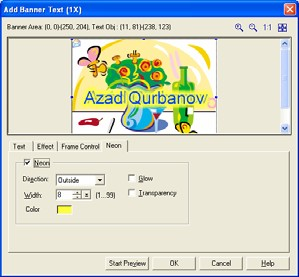 Add Banner Text (1X)
Banner Area: (0, 0)-(250, 204), Text Obj.: (11, 81)-(238, 123)
1:1
Azad Qurbanov
Text Effect Frame Control Neon
Neon
Direction: Outside Glow
Width: 8 (1...99) Transparency
Color
Start Preview OK Cancel Help